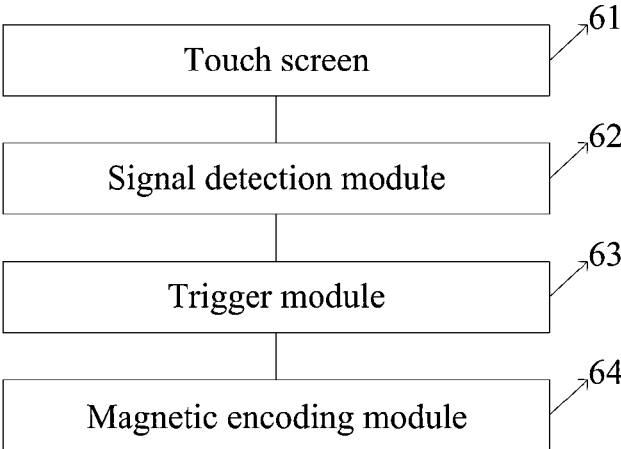 61
Touch screen
62
Signal detection module
63
Trigger module
64
Magnetic encoding module